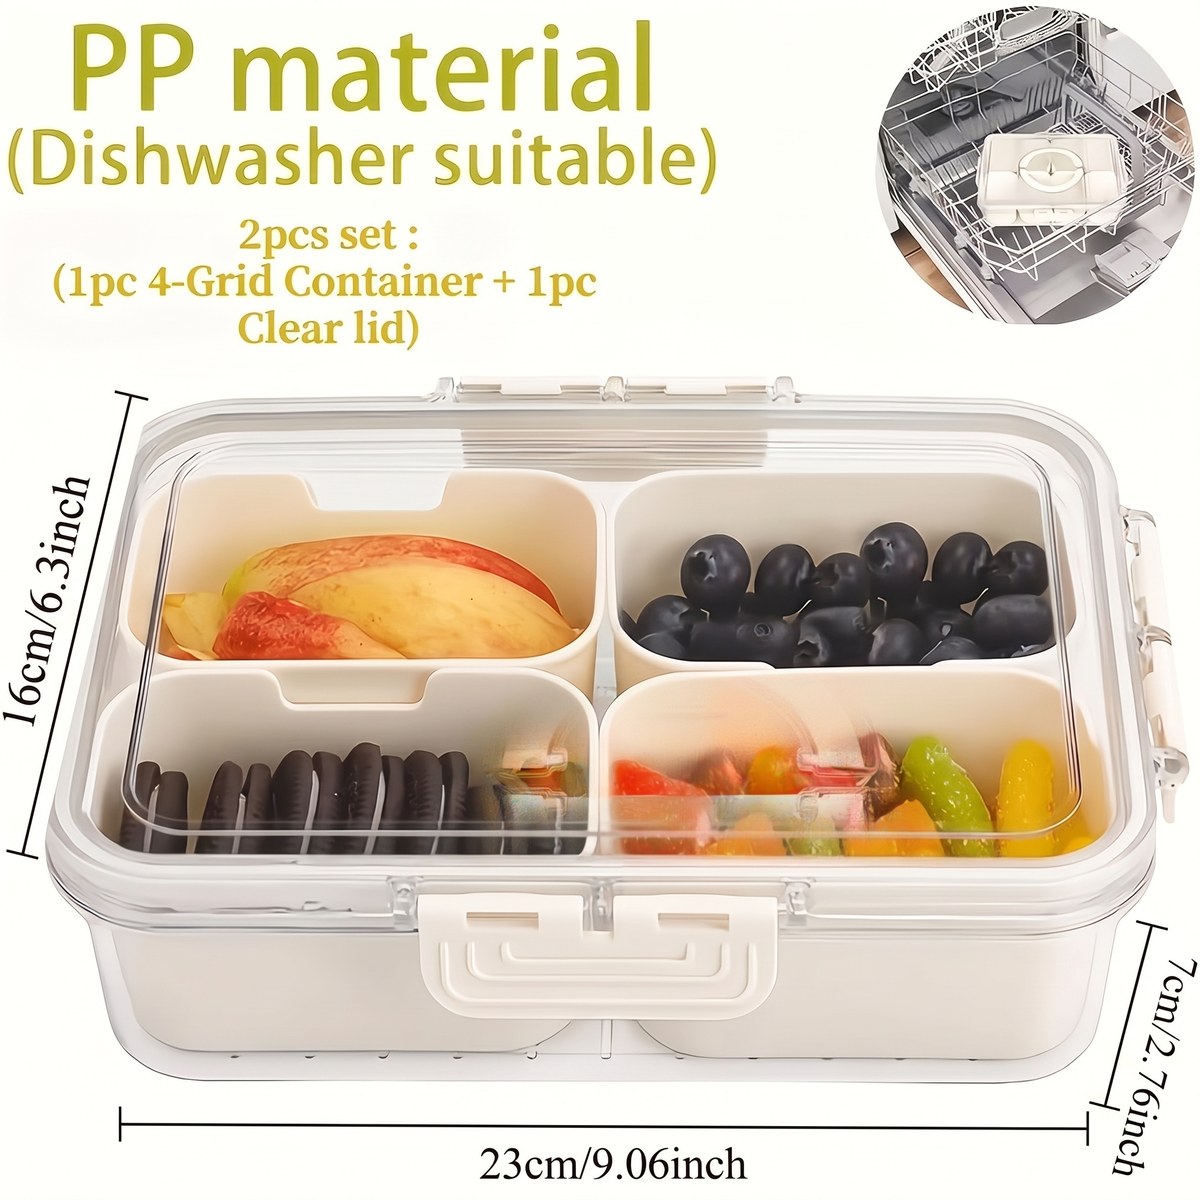 PP material
(Dishwasher suitable)
2pcs set :
(1pc 4-Grid Container + 1pc
Clear lid)
16cm/6.3inch
7cm/2.76inch
23cm/9.06inch